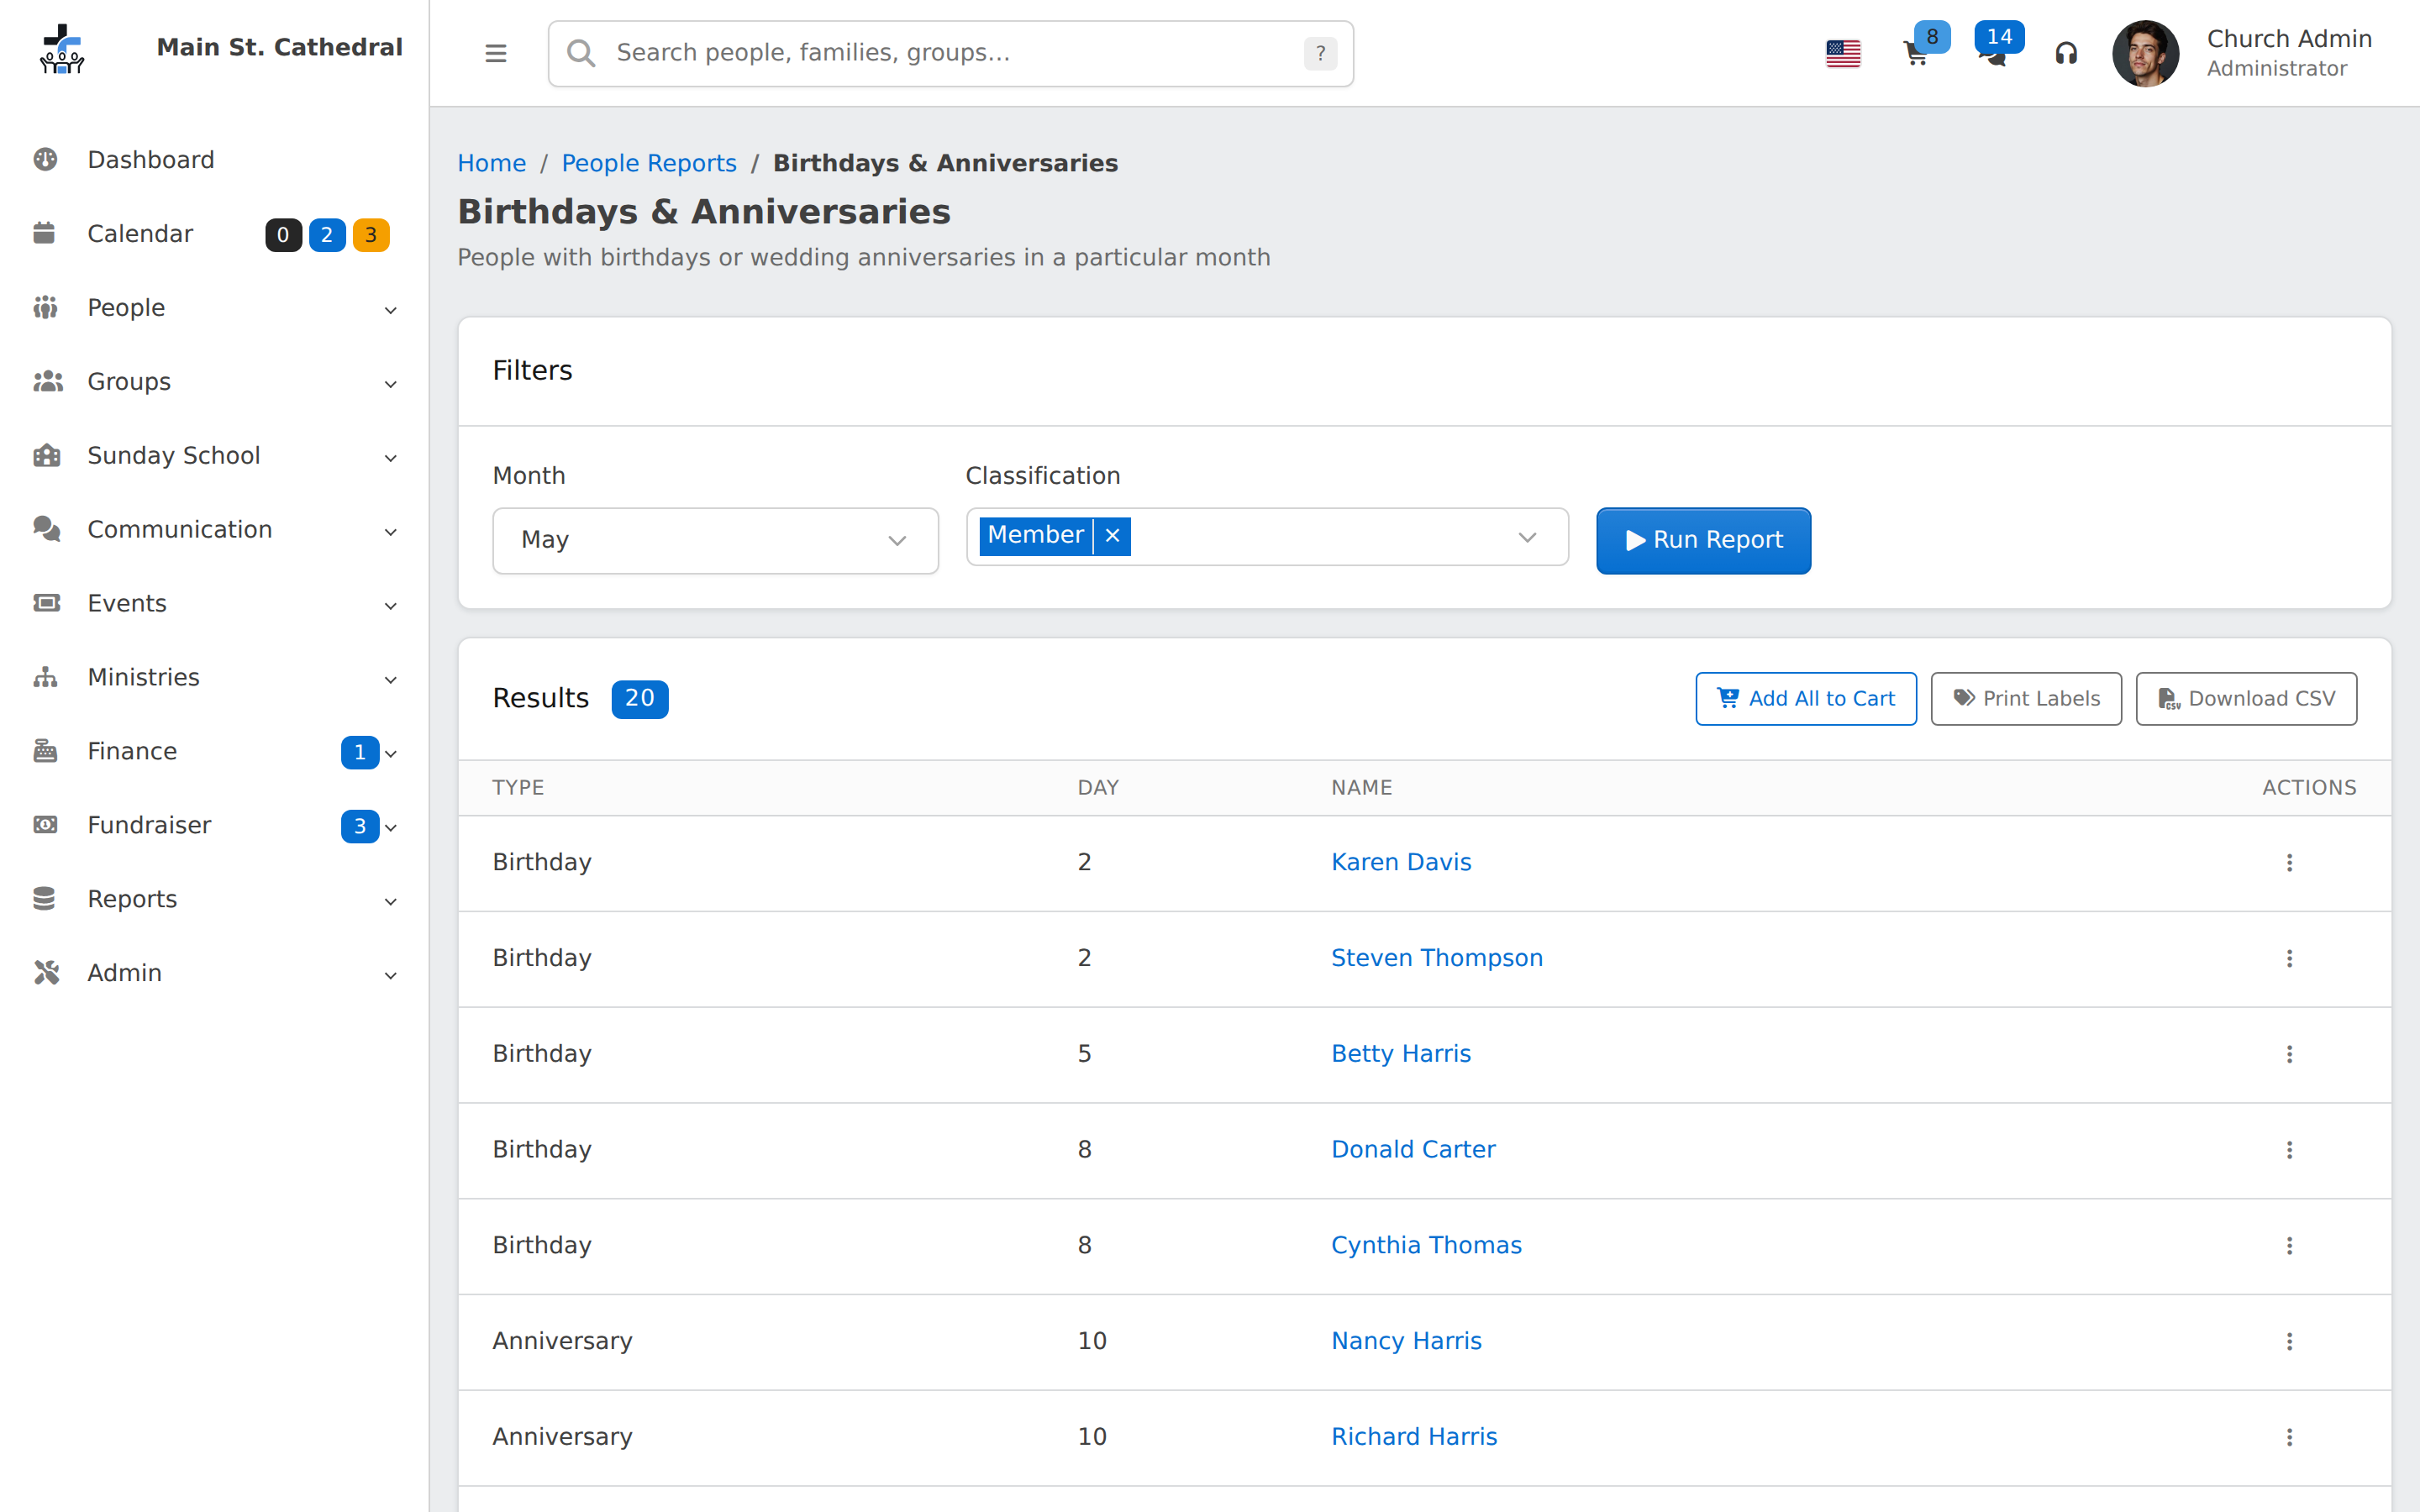 Main St. Cathedral
Search people, families, groups... ?
8
14
Church Admin
Administrator
Dashboard
Calendar 0 2 3
People
Groups
Sunday School
Communication
Events
Ministries
Finance 1
Fundraiser 3
Reports
Admin
Home / People Reports / Birthdays & Anniversaries
Birthdays & Anniversaries
People with birthdays or wedding anniversaries in a particular month
Filters
Month Classification
May Member × Run Report
Results 20 Add All to Cart Print Labels Download CSV
TYPE DAY NAME ACTIONS
Birthday 2 Karen Davis
Birthday 2 Steven Thompson
Birthday 5 Betty Harris
Birthday 8 Donald Carter
Birthday 8 Cynthia Thomas
Anniversary 10 Nancy Harris
Anniversary 10 Richard Harris